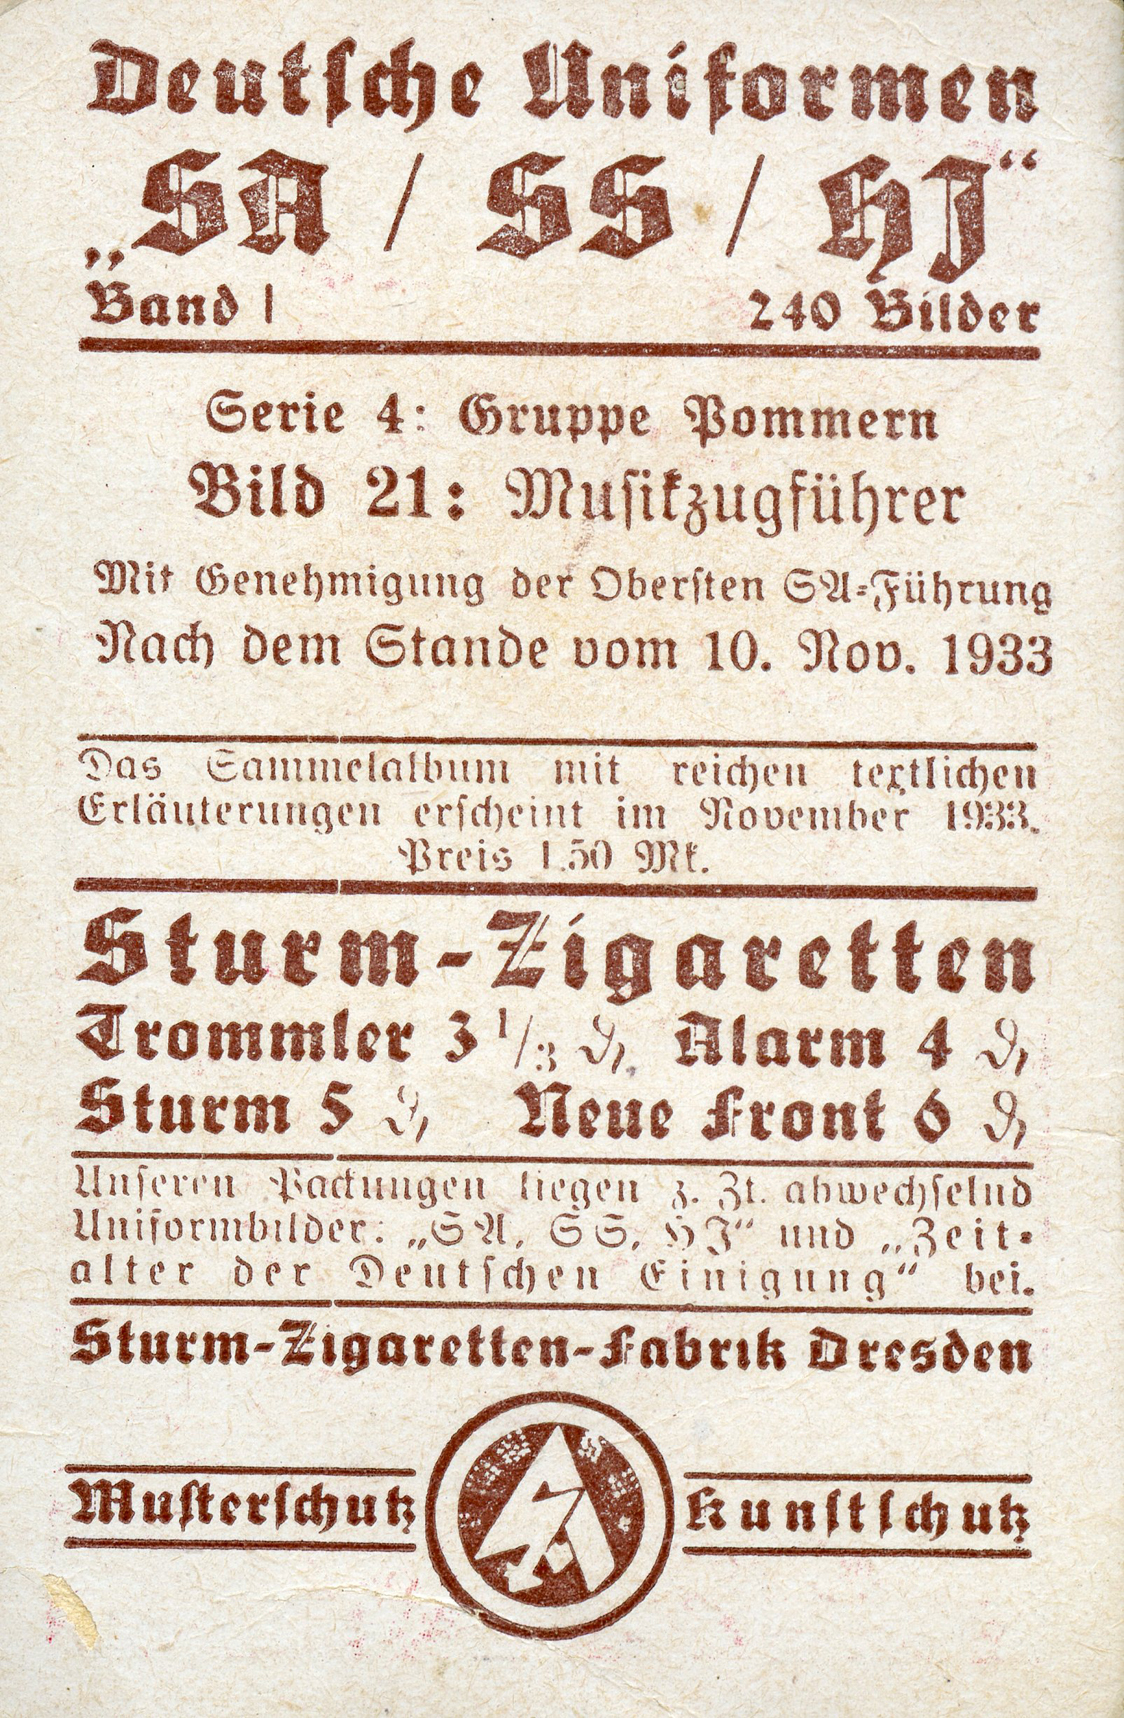 Deutsche Uniformen
„SA / SS / HJ“
Band 1 240 Bilder
Serie 4: Gruppe Pommern
Bild 21: Musikzugführer
Mit Genehmigung der Obersten SA-Führung
Nach dem Stande vom 10. Nov. 1933
Das Sammelalbum mit reichen textlichen
Erläuterungen erscheint im November 1933.
Preis 1.50 Mk.
Sturm-Zigaretten
Trommler 3 1/3 ₰, Alarm 4 ₰
Sturm 5 ₰, Neue Front 6 ₰
Unseren Packungen liegen z. Zt. abwechselnd
Uniformbilder: „SA, SS, HJ“ und „Zeit-
alter der Deutschen Einigung“ bei.
Sturm-Zigaretten-Fabrik Dresden
Musterschutz Kunstschutz